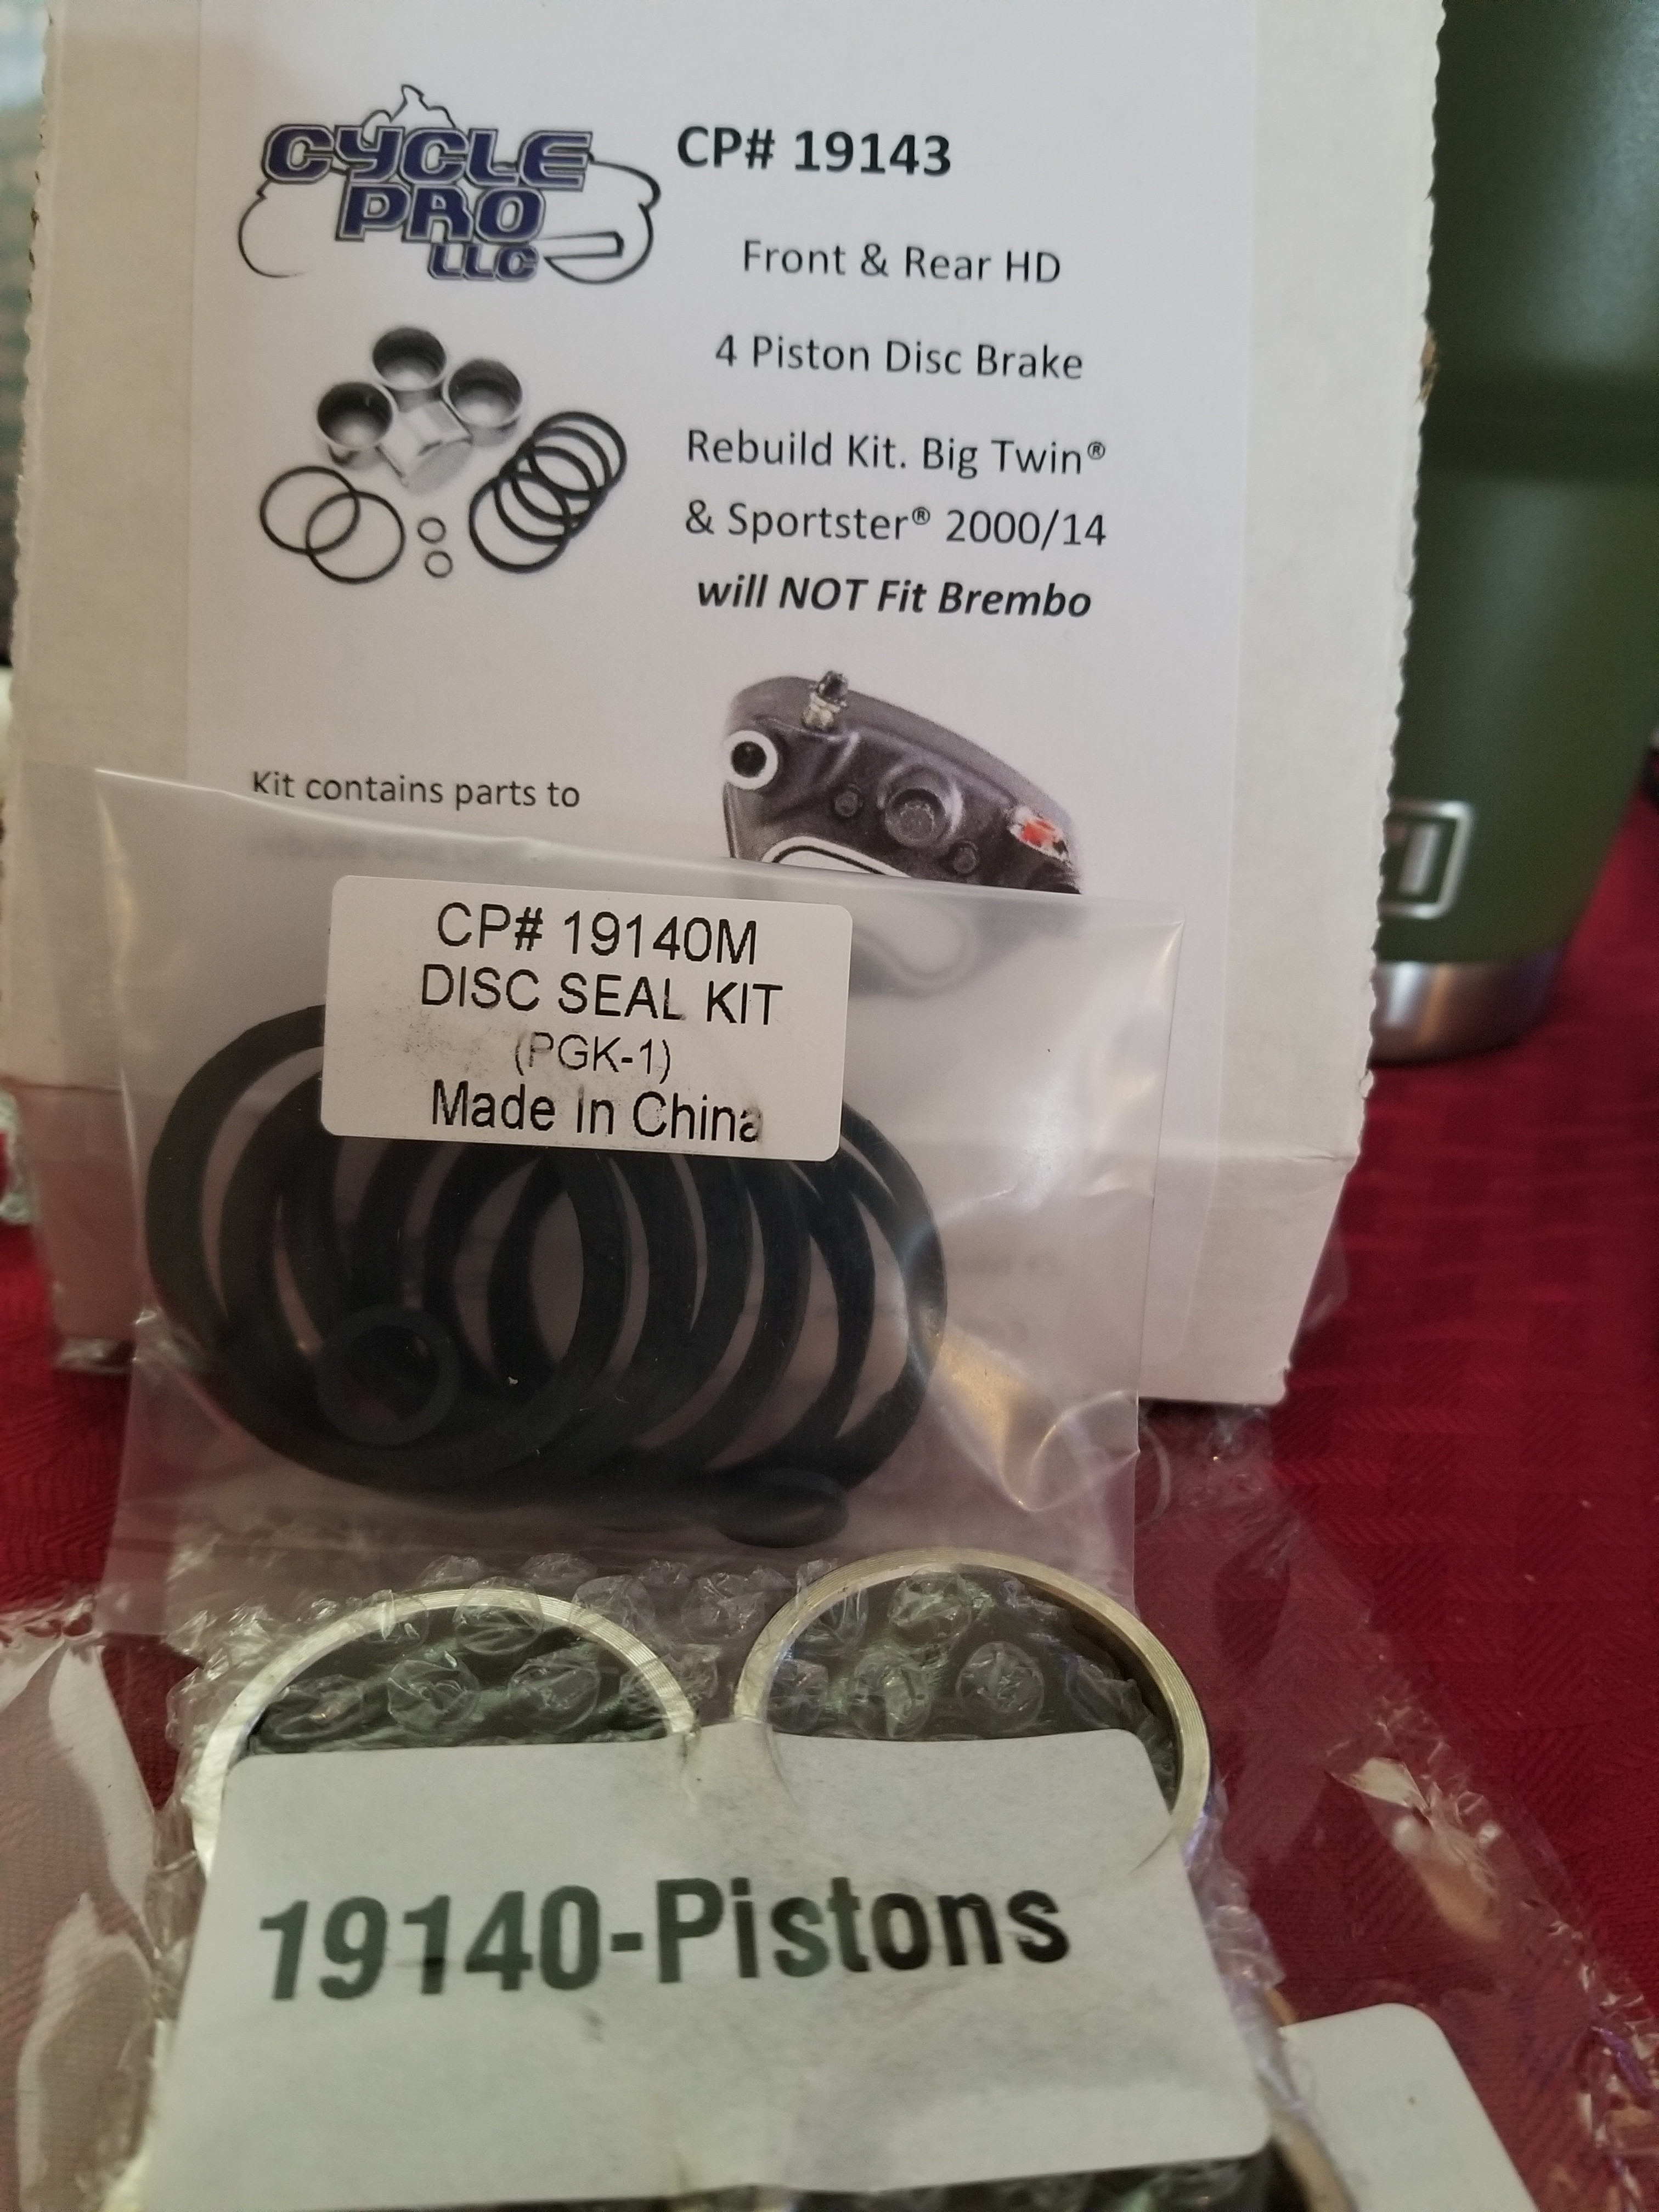 CYCLE
PRO
LLC
CP# 19143
Front & Rear HD
4 Piston Disc Brake
Rebuild Kit. Big Twin®
& Sportster® 2000/14
will NOT Fit Brembo
Kit contains parts to
CP# 19140M
DISC SEAL KIT
(PGK-1)
Made In China
19140-Pistons